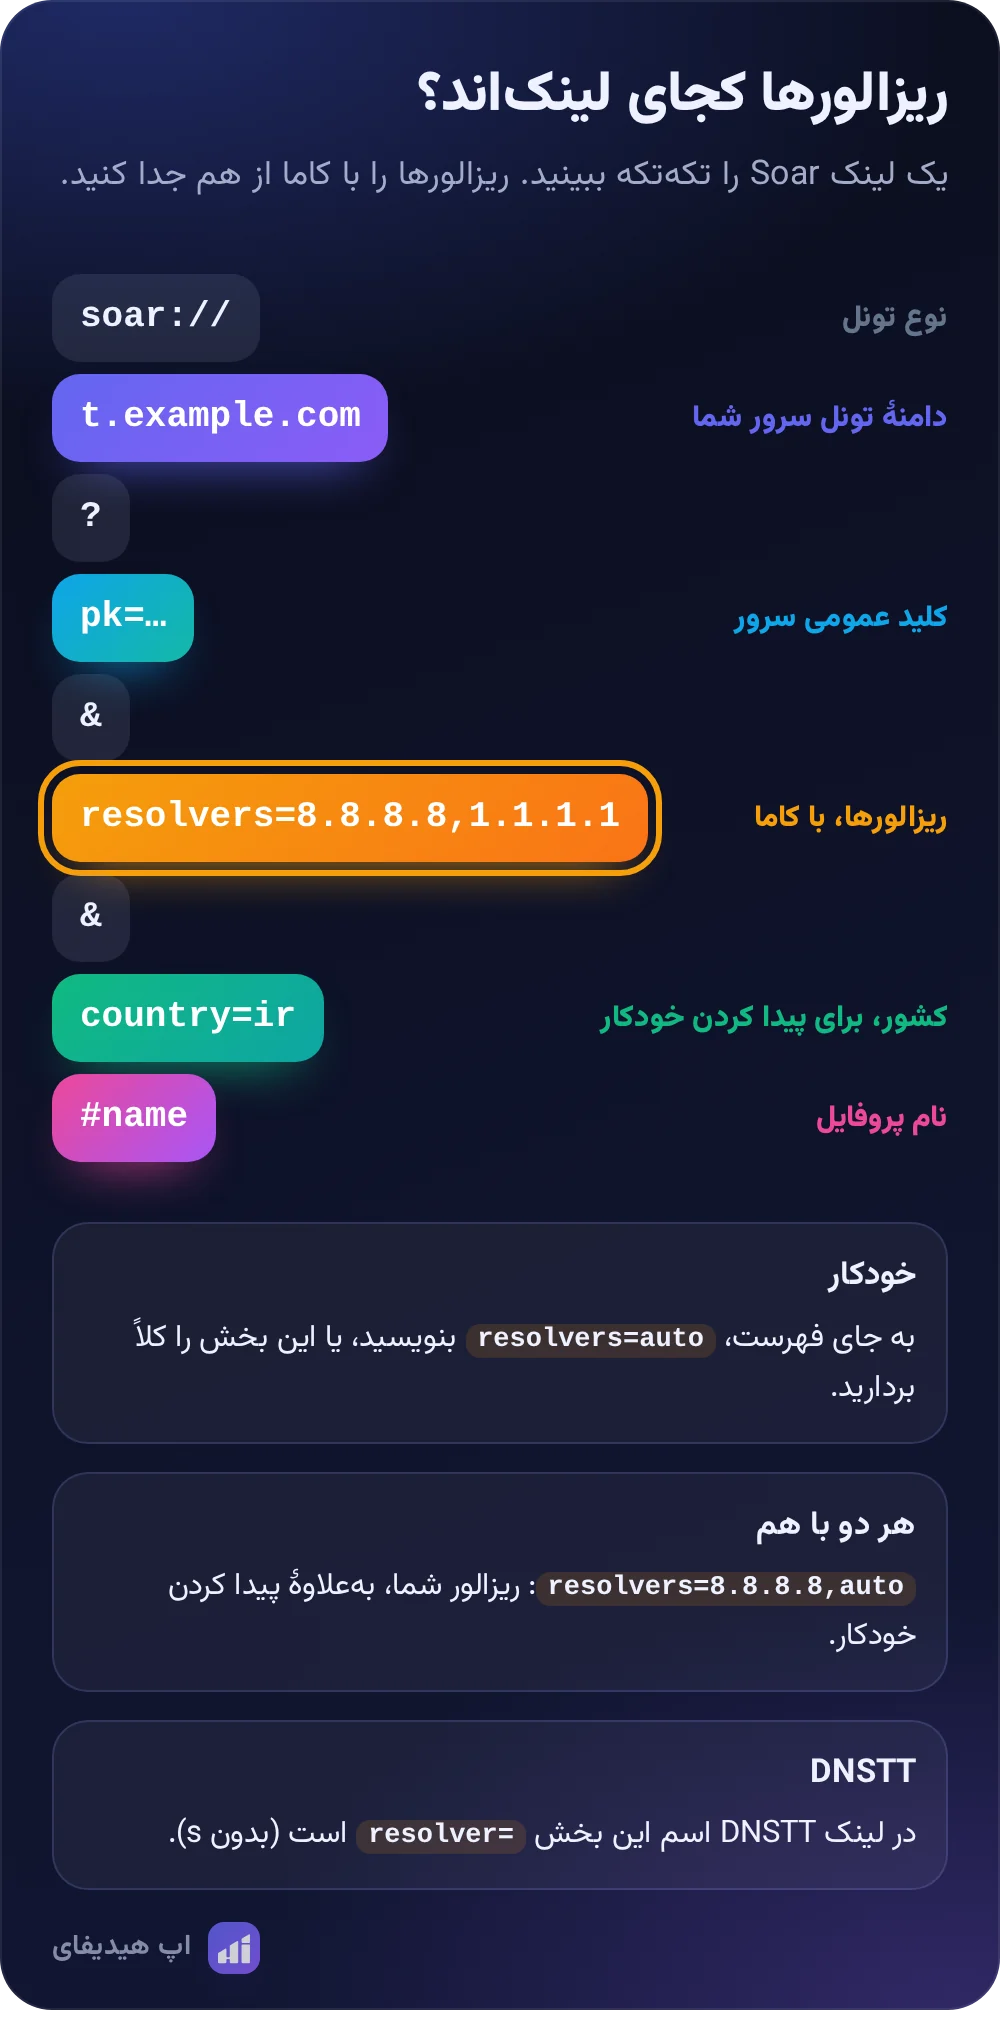 ریزالورها کجای لینک‌اند؟
یک لینک Soar را تکه‌تکه ببینید. ریزالورها را با کاما از هم جدا کنید.
soar:// نوع تونل
t.example.com دامنهٔ تونل سرور شما
?
pk=… کلید عمومی سرور
&
resolvers=8.8.8.8,1.1.1.1 ریزالورها، با کاما
&
country=ir کشور، برای پیدا کردن خودکار
#name نام پروفایل
خودکار
به جای فهرست، resolvers=auto بنویسید، یا این بخش را کلاً
بردارید.
هر دو با هم
resolvers=8.8.8.8,auto: ریزالور شما، به‌علاوهٔ پیدا کردن
خودکار.
DNSTT
در لینک DNSTT اسم این بخش resolver= است (بدون s).
اپ هیدیفای